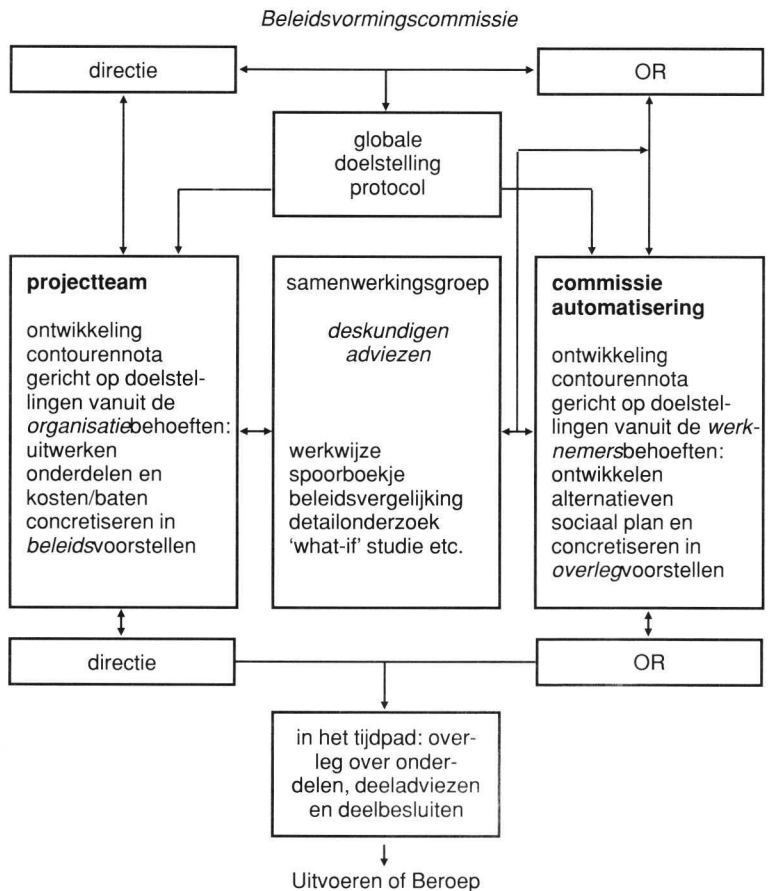 Beleidsvormingscommissie
directie
OR
globale
doelstelling
protocol
projectteam
ontwikkeling
contourennota
gericht op doelstel-
lingen vanuit de
organisatiebehoeften:
uitwerken
onderdelen en
kosten/baten
concretiseren in
beleidsvoorstellen
samenwerkingsgroep
deskundigen
adviezen
werkwijze
spoorboekje
beleidsvergelijking
detailonderzoek
‘what-if’ studie etc.
commissie
automatisering
ontwikkeling
contourennota
gericht op doelstel-
lingen vanuit de werk-
nemersbehoeften:
ontwikkelen
alternatieven
sociaal plan en
concretiseren in
overlegvoorstellen
directie
OR
in het tijdpad: over-
leg over onder-
delen, deeladviezen
en deelbesluiten
Uitvoeren of Beroep